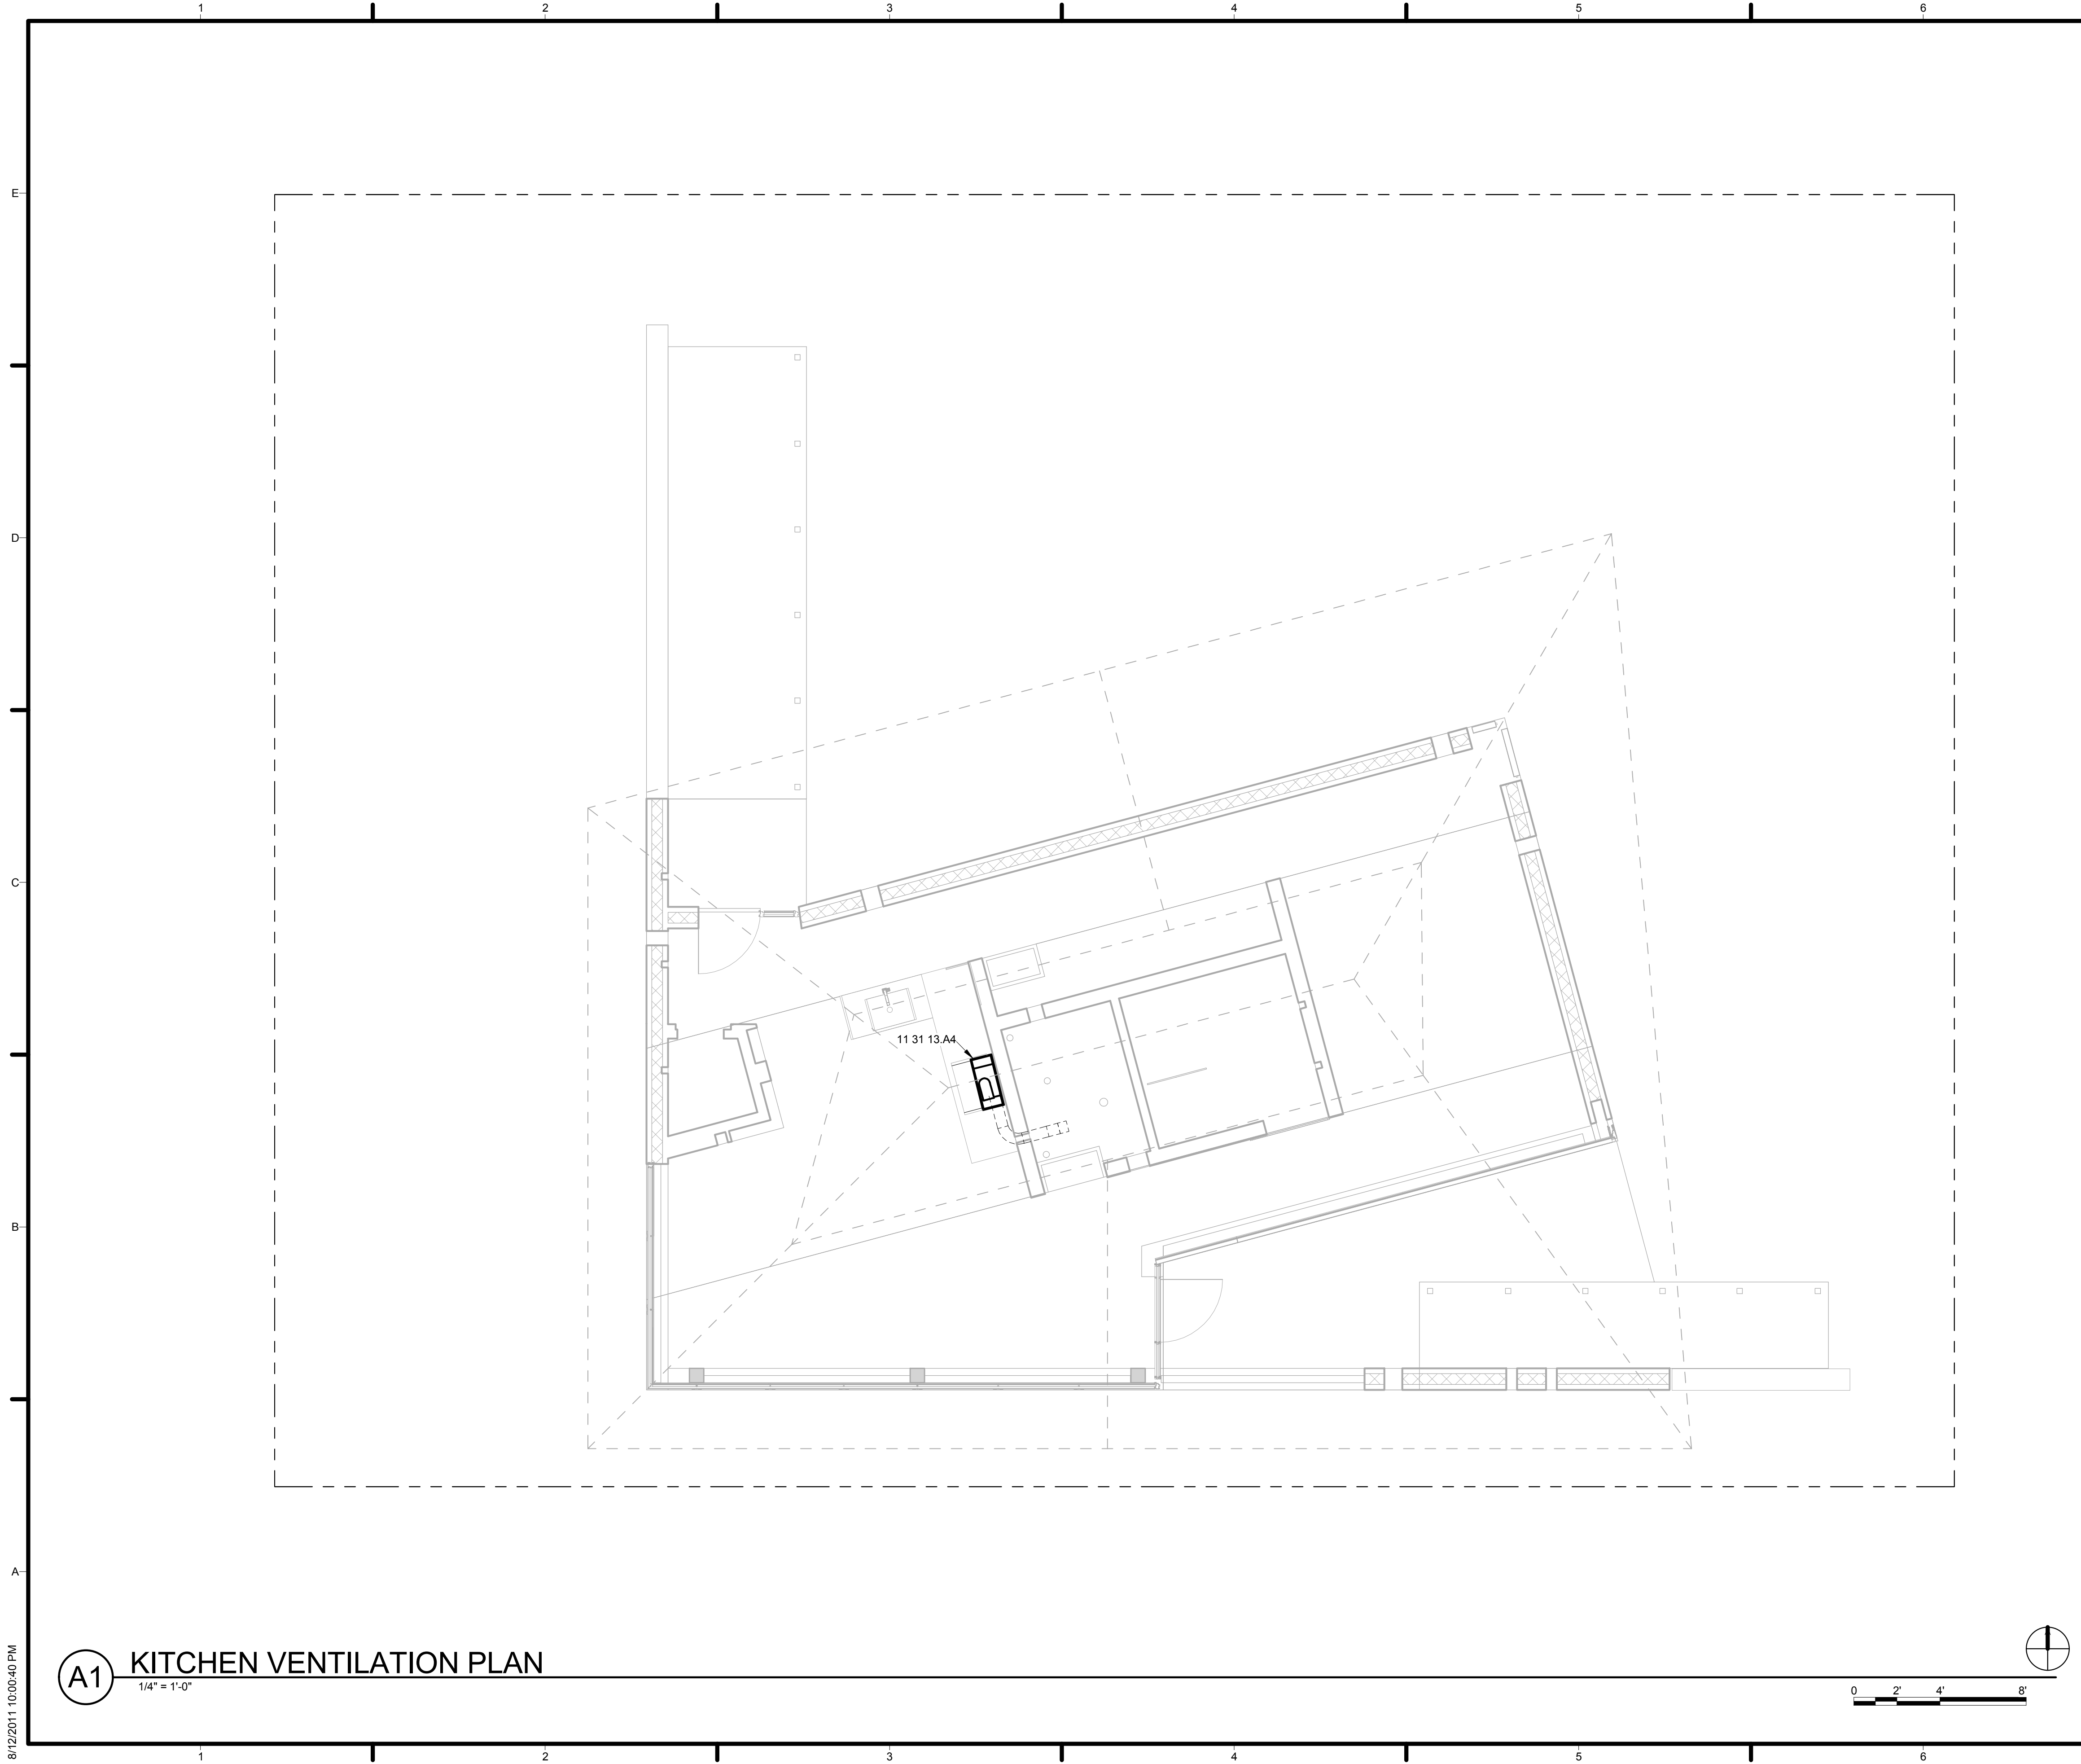 1 2 3 4 5 6
E
D
C
11 31 13.A4
B
A
A1 KITCHEN VENTILATION PLAN
1/4" = 1'-0"
0 2' 4' 8'
8/12/2011 10:00:40 PM
1 2 3 4 5 6